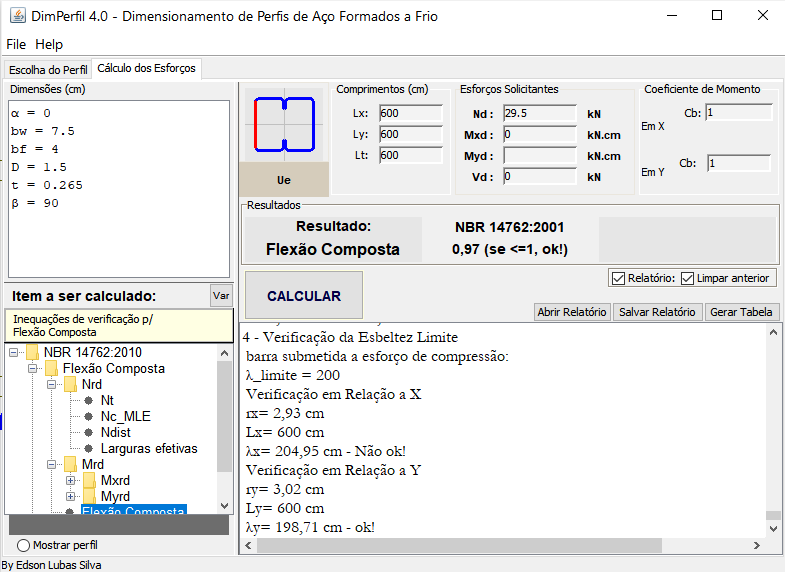 DimPerfil 4.0 - Dimensionamento de Perfis de Aço Formados a Frio
File Help
Escolha do Perfil Cálculo dos Esforços
Dimensões (cm)
α = 0
bw = 7.5
bf = 4
D = 1.5
t = 0.265
β = 90
Ue
Comprimentos (cm)
Lx: 600
Ly: 600
Lt: 600
Esforços Solicitantes
Nd : 29.5 kN
Mxd : 0 kN.cm
Myd : kN.cm
Vd : 0 kN
Coeficiente de Momento
Cb: 1
Em X
Cb: 1
Em Y
Resultados
Resultado: NBR 14762:2001
Flexão Composta 0,97 (se <=1, ok!)
Item a ser calculado: Var
Inequações de verificação p/
Flexão Composta
NBR 14762:2010
Flexão Composta
Nrd
Nt
Nc_MLE
Ndist
Larguras efetivas
Mrd
Mxrd
Myrd
Flexão Composta
Mostrar perfil
CALCULAR
Relatório: Limpar anterior
Abrir Relatório Salvar Relatório Gerar Tabela
4 - Verificação da Esbeltez Limite
barra submetida a esforço de compressão:
λ_limite = 200
Verificação em Relação a X
rx= 2,93 cm
Lx= 600 cm
λx= 204,95 cm - Não ok!
Verificação em Relação a Y
ry= 3,02 cm
Ly= 600 cm
λy= 198,71 cm - ok!
By Edson Lubas Silva